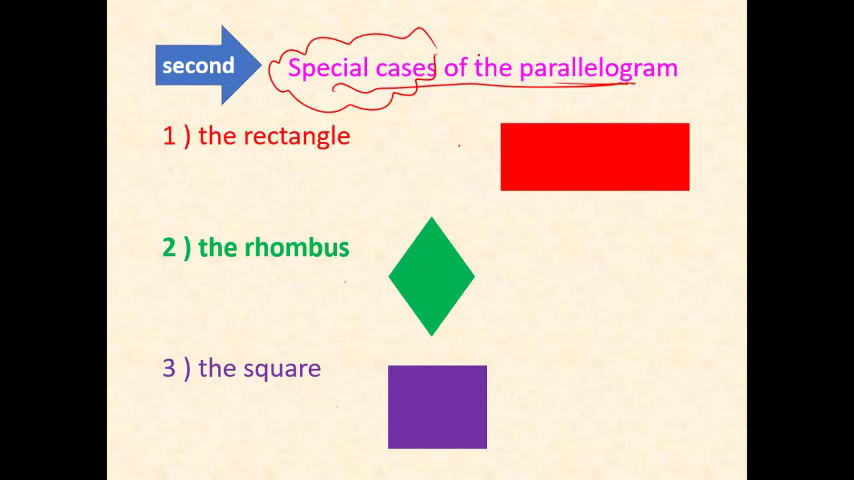 second
Special cases of the parallelogram
1 ) the rectangle
2 ) the rhombus
3 ) the square